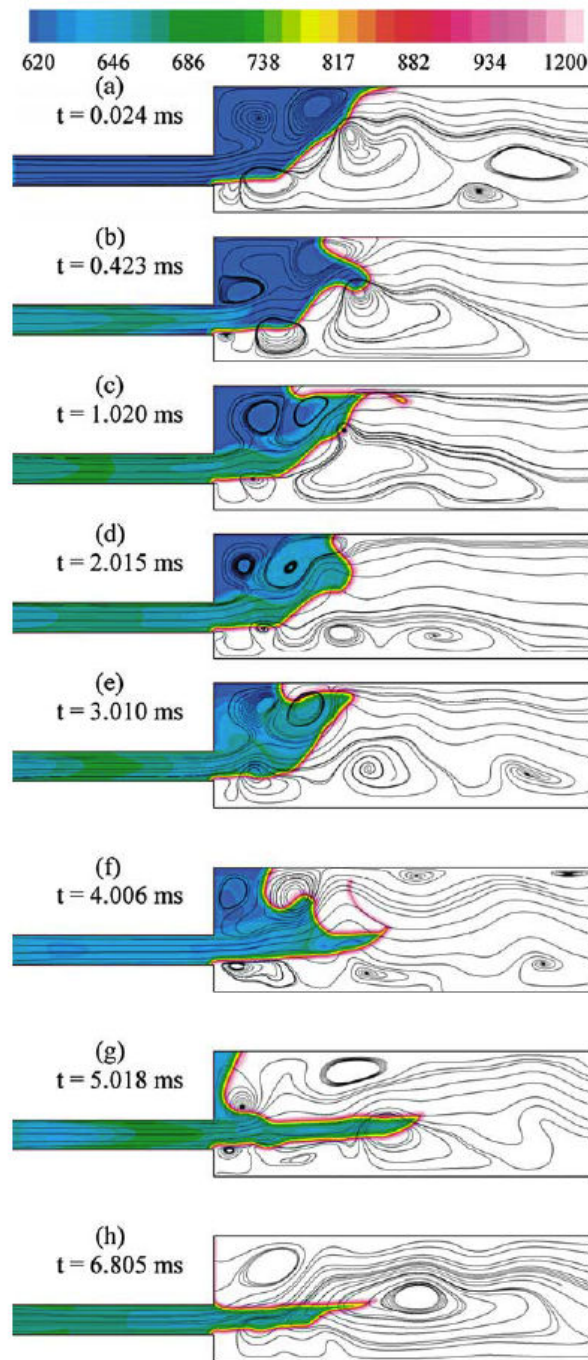 620 646 686 738 817 882 934 1200
(a)
t = 0.024 ms
(b)
t = 0.423 ms
(c)
t = 1.020 ms
(d)
t = 2.015 ms
(e)
t = 3.010 ms
(f)
t = 4.006 ms
(g)
t = 5.018 ms
(h)
t = 6.805 ms